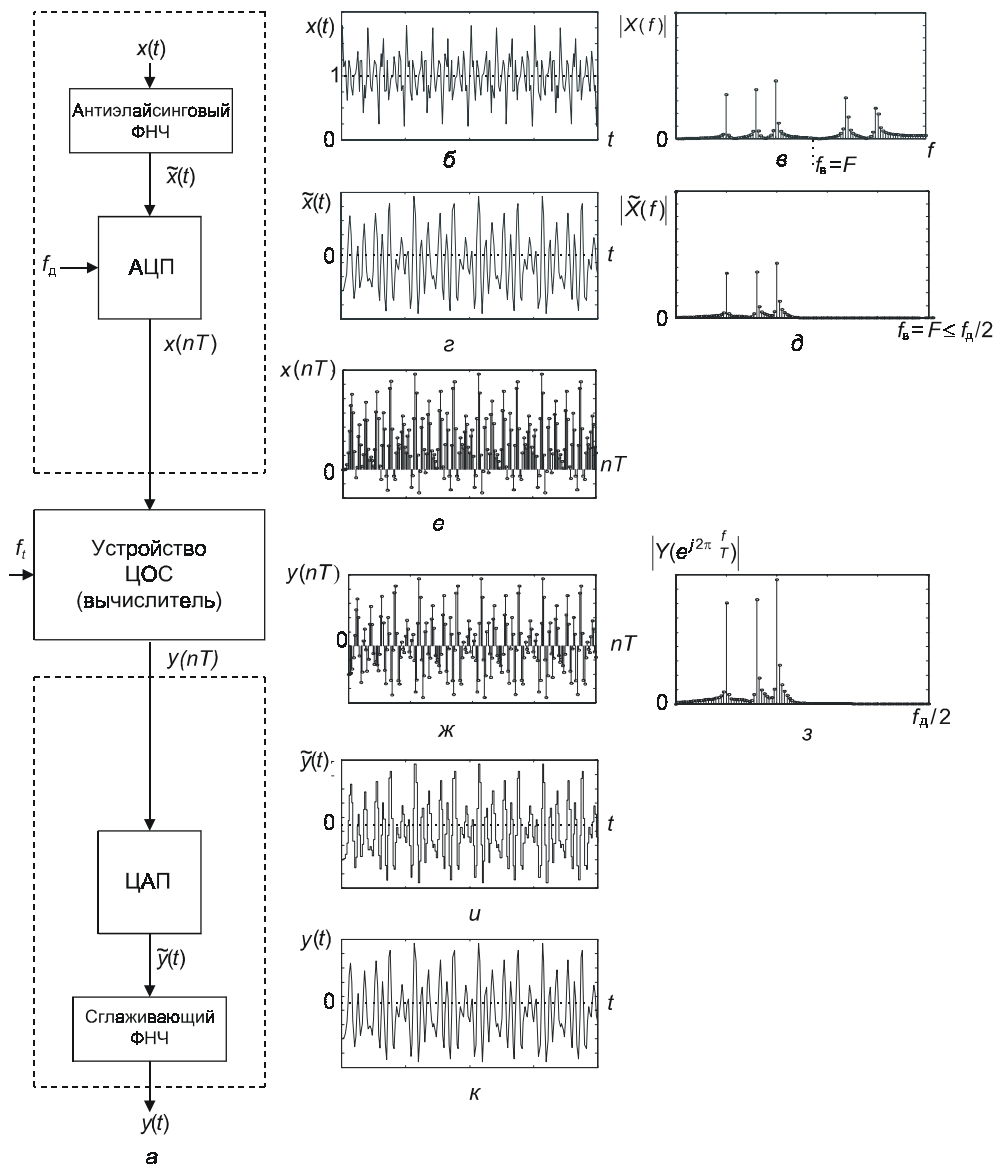 x(t)
Антиэлайсинговый
ФНЧ
x̃(t)
f_д
АЦП
x(nT)
f_t
Устройство
ЦОС
(вычислитель)
y(nT)
ЦАП
ỹ(t)
Сглаживающий
ФНЧ
y(t)
а
x(t)
1
0
t
б
|X(f)|
0
f
f_в=F
в
x̃(t)
0
t
г
|X̃(f)|
0
f_в=F≤f_д/2
д
x(nT)
0
nT
е
y(nT)
0
nT
ж
|Y(e^{j2π f/T})|
0
f_д/2
з
ỹ(t)
0
t
и
y(t)
0
t
к